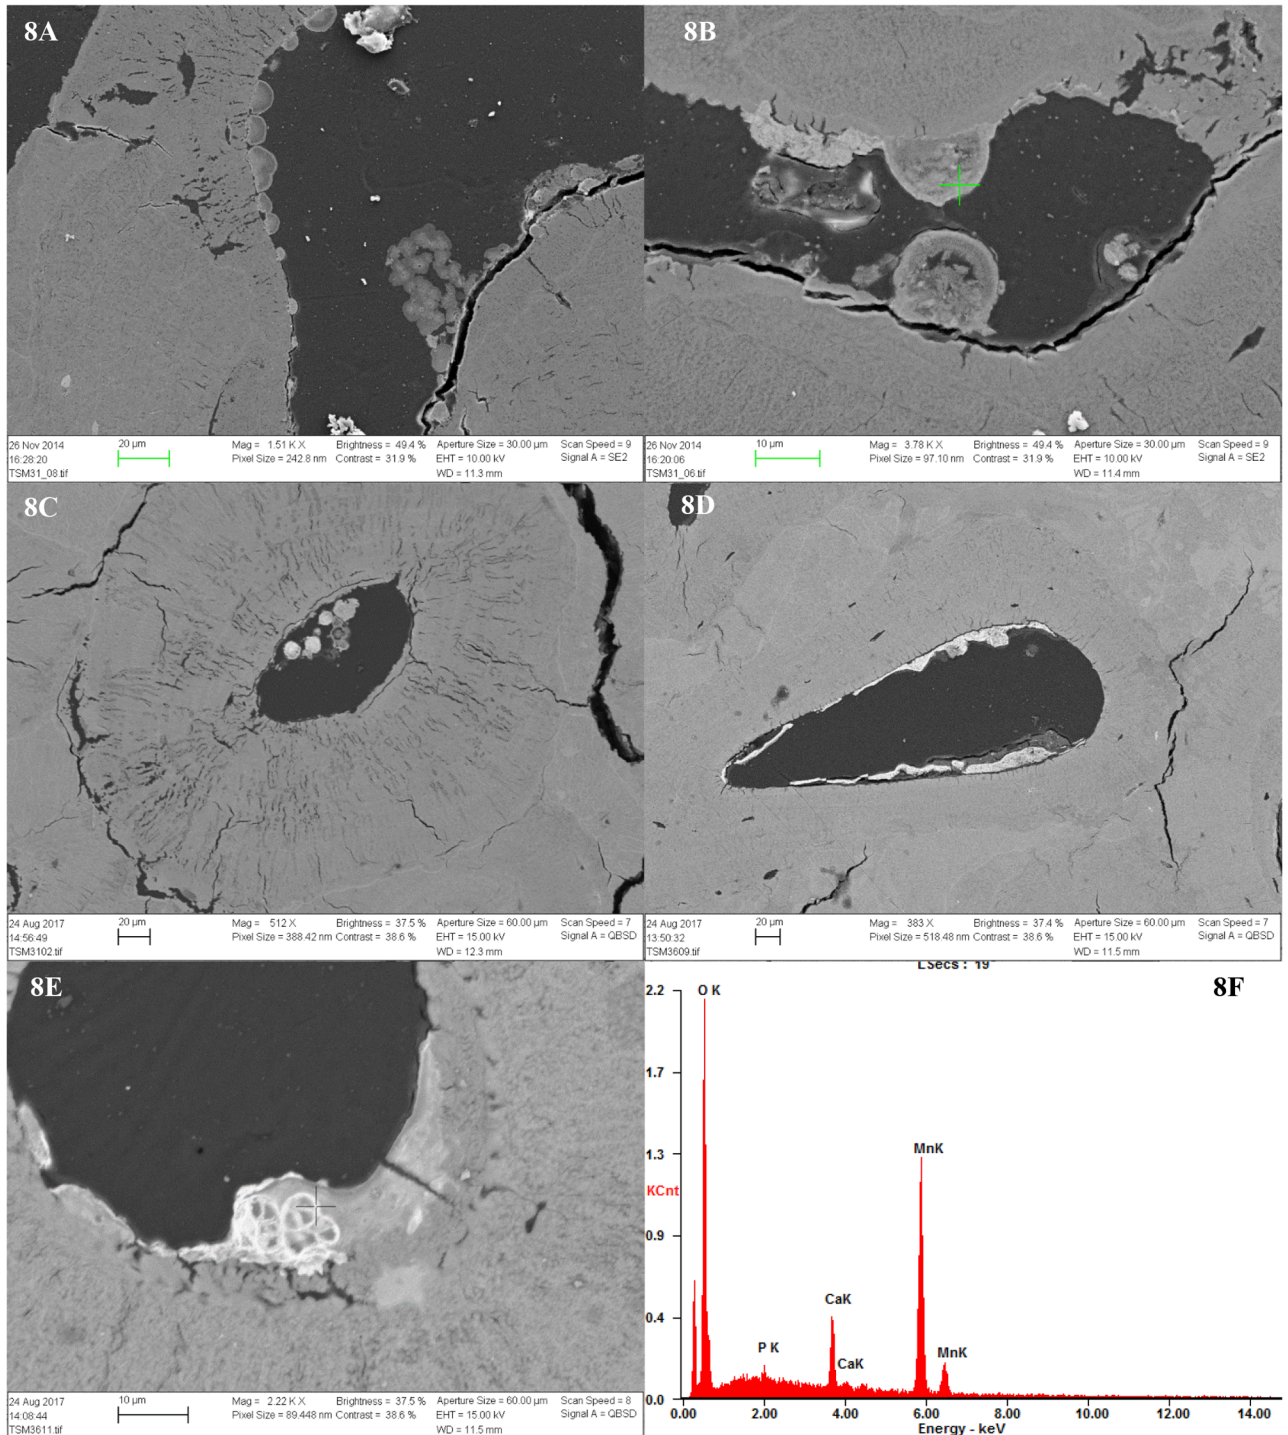 8A
26 Nov 2014 20 µm Mag = 1.51 K X Brightness = 49.4 % Aperture Size = 30.00 µm Scan Speed = 9
16:28:20 Pixel Size = 242.8 nm Contrast = 31.9 % EHT = 10.00 kV Signal A = SE2
TSM31_08.tif WD = 11.3 mm
8B
26 Nov 2014 10 µm Mag = 3.78 K X Brightness = 49.4 % Aperture Size = 30.00 µm Scan Speed = 9
16:20:06 Pixel Size = 97.10 nm Contrast = 31.9 % EHT = 10.00 kV Signal A = SE2
TSM31_06.tif WD = 11.4 mm
8C
24 Aug 2017 20 µm Mag = 512 X Brightness = 37.5 % Aperture Size = 60.00 µm Scan Speed = 7
14:56:49 Pixel Size = 388.42 nm Contrast = 38.6 % EHT = 15.00 kV Signal A = QBSD
TSM3102.tif WD = 12.3 mm
8D
24 Aug 2017 20 µm Mag = 383 X Brightness = 37.4 % Aperture Size = 60.00 µm Scan Speed = 7
13:50:32 Pixel Size = 518.48 nm Contrast = 38.6 % EHT = 15.00 kV Signal A = QBSD
TSM3609.tif WD = 11.5 mm
8E
24 Aug 2017 10 µm Mag = 2.22 K X Brightness = 37.5 % Aperture Size = 60.00 µm Scan Speed = 8
14:08:44 Pixel Size = 89.448 nm Contrast = 38.6 % EHT = 15.00 kV Signal A = QBSD
TSM3611.tif WD = 11.5 mm
LSecs : 19
8F
2.2
O K
1.7
1.3
MnK
KCnt
0.9
CaK
0.4
P K
CaK
MnK
0.0
0.00 2.00 4.00 6.00 8.00 10.00 12.00 14.00
Energy - keV